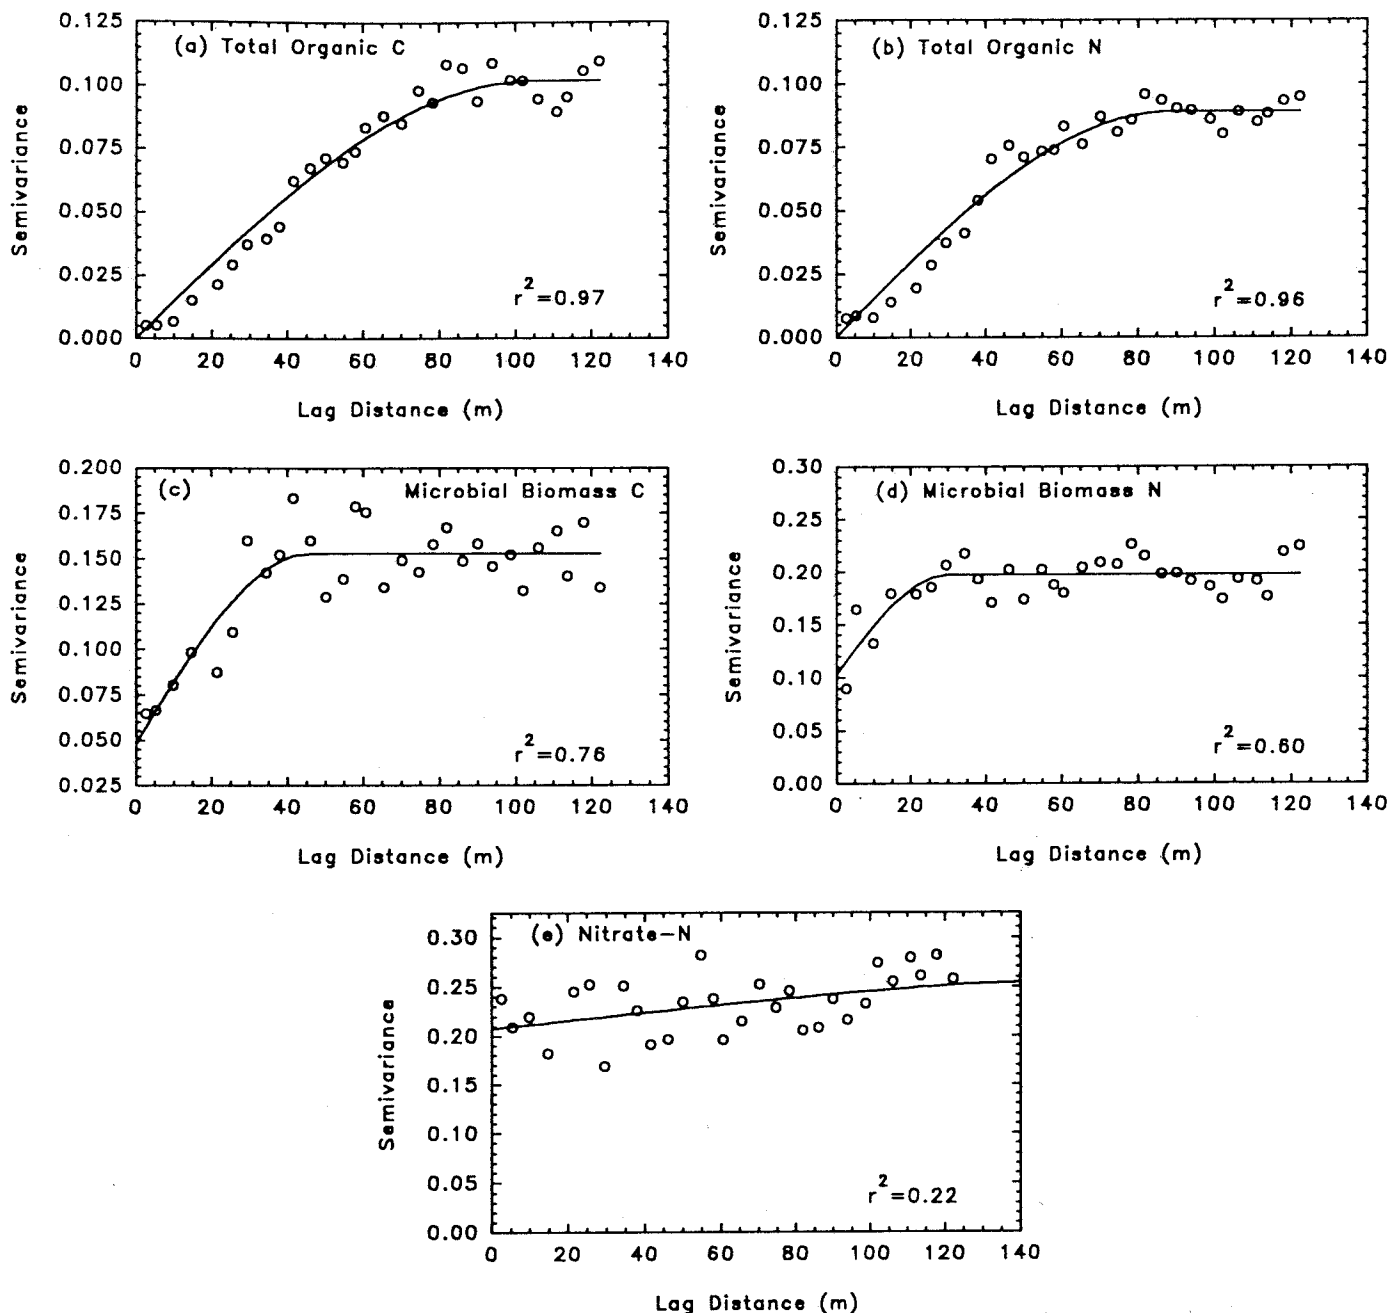 (a) Total Organic C
Semivariance
0.125
0.100
0.075
0.050
0.025
0.000
r²=0.97
0 20 40 60 80 100 120 140
Lag Distance (m)
(b) Total Organic N
Semivariance
0.125
0.100
0.075
0.050
0.025
0.000
r²=0.96
0 20 40 60 80 100 120 140
Lag Distance (m)
(c) Microbial Biomass C
Semivariance
0.200
0.175
0.150
0.125
0.100
0.075
0.050
0.025
r²=0.76
0 20 40 60 80 100 120 140
Lag Distance (m)
(d) Microbial Biomass N
Semivariance
0.30
0.25
0.20
0.15
0.10
0.05
0.00
r²=0.60
0 20 40 60 80 100 120 140
Lag Distance (m)
(e) Nitrate-N
Semivariance
0.30
0.25
0.20
0.15
0.10
0.05
0.00
r²=0.22
0 20 40 60 80 100 120 140
Lag Distance (m)